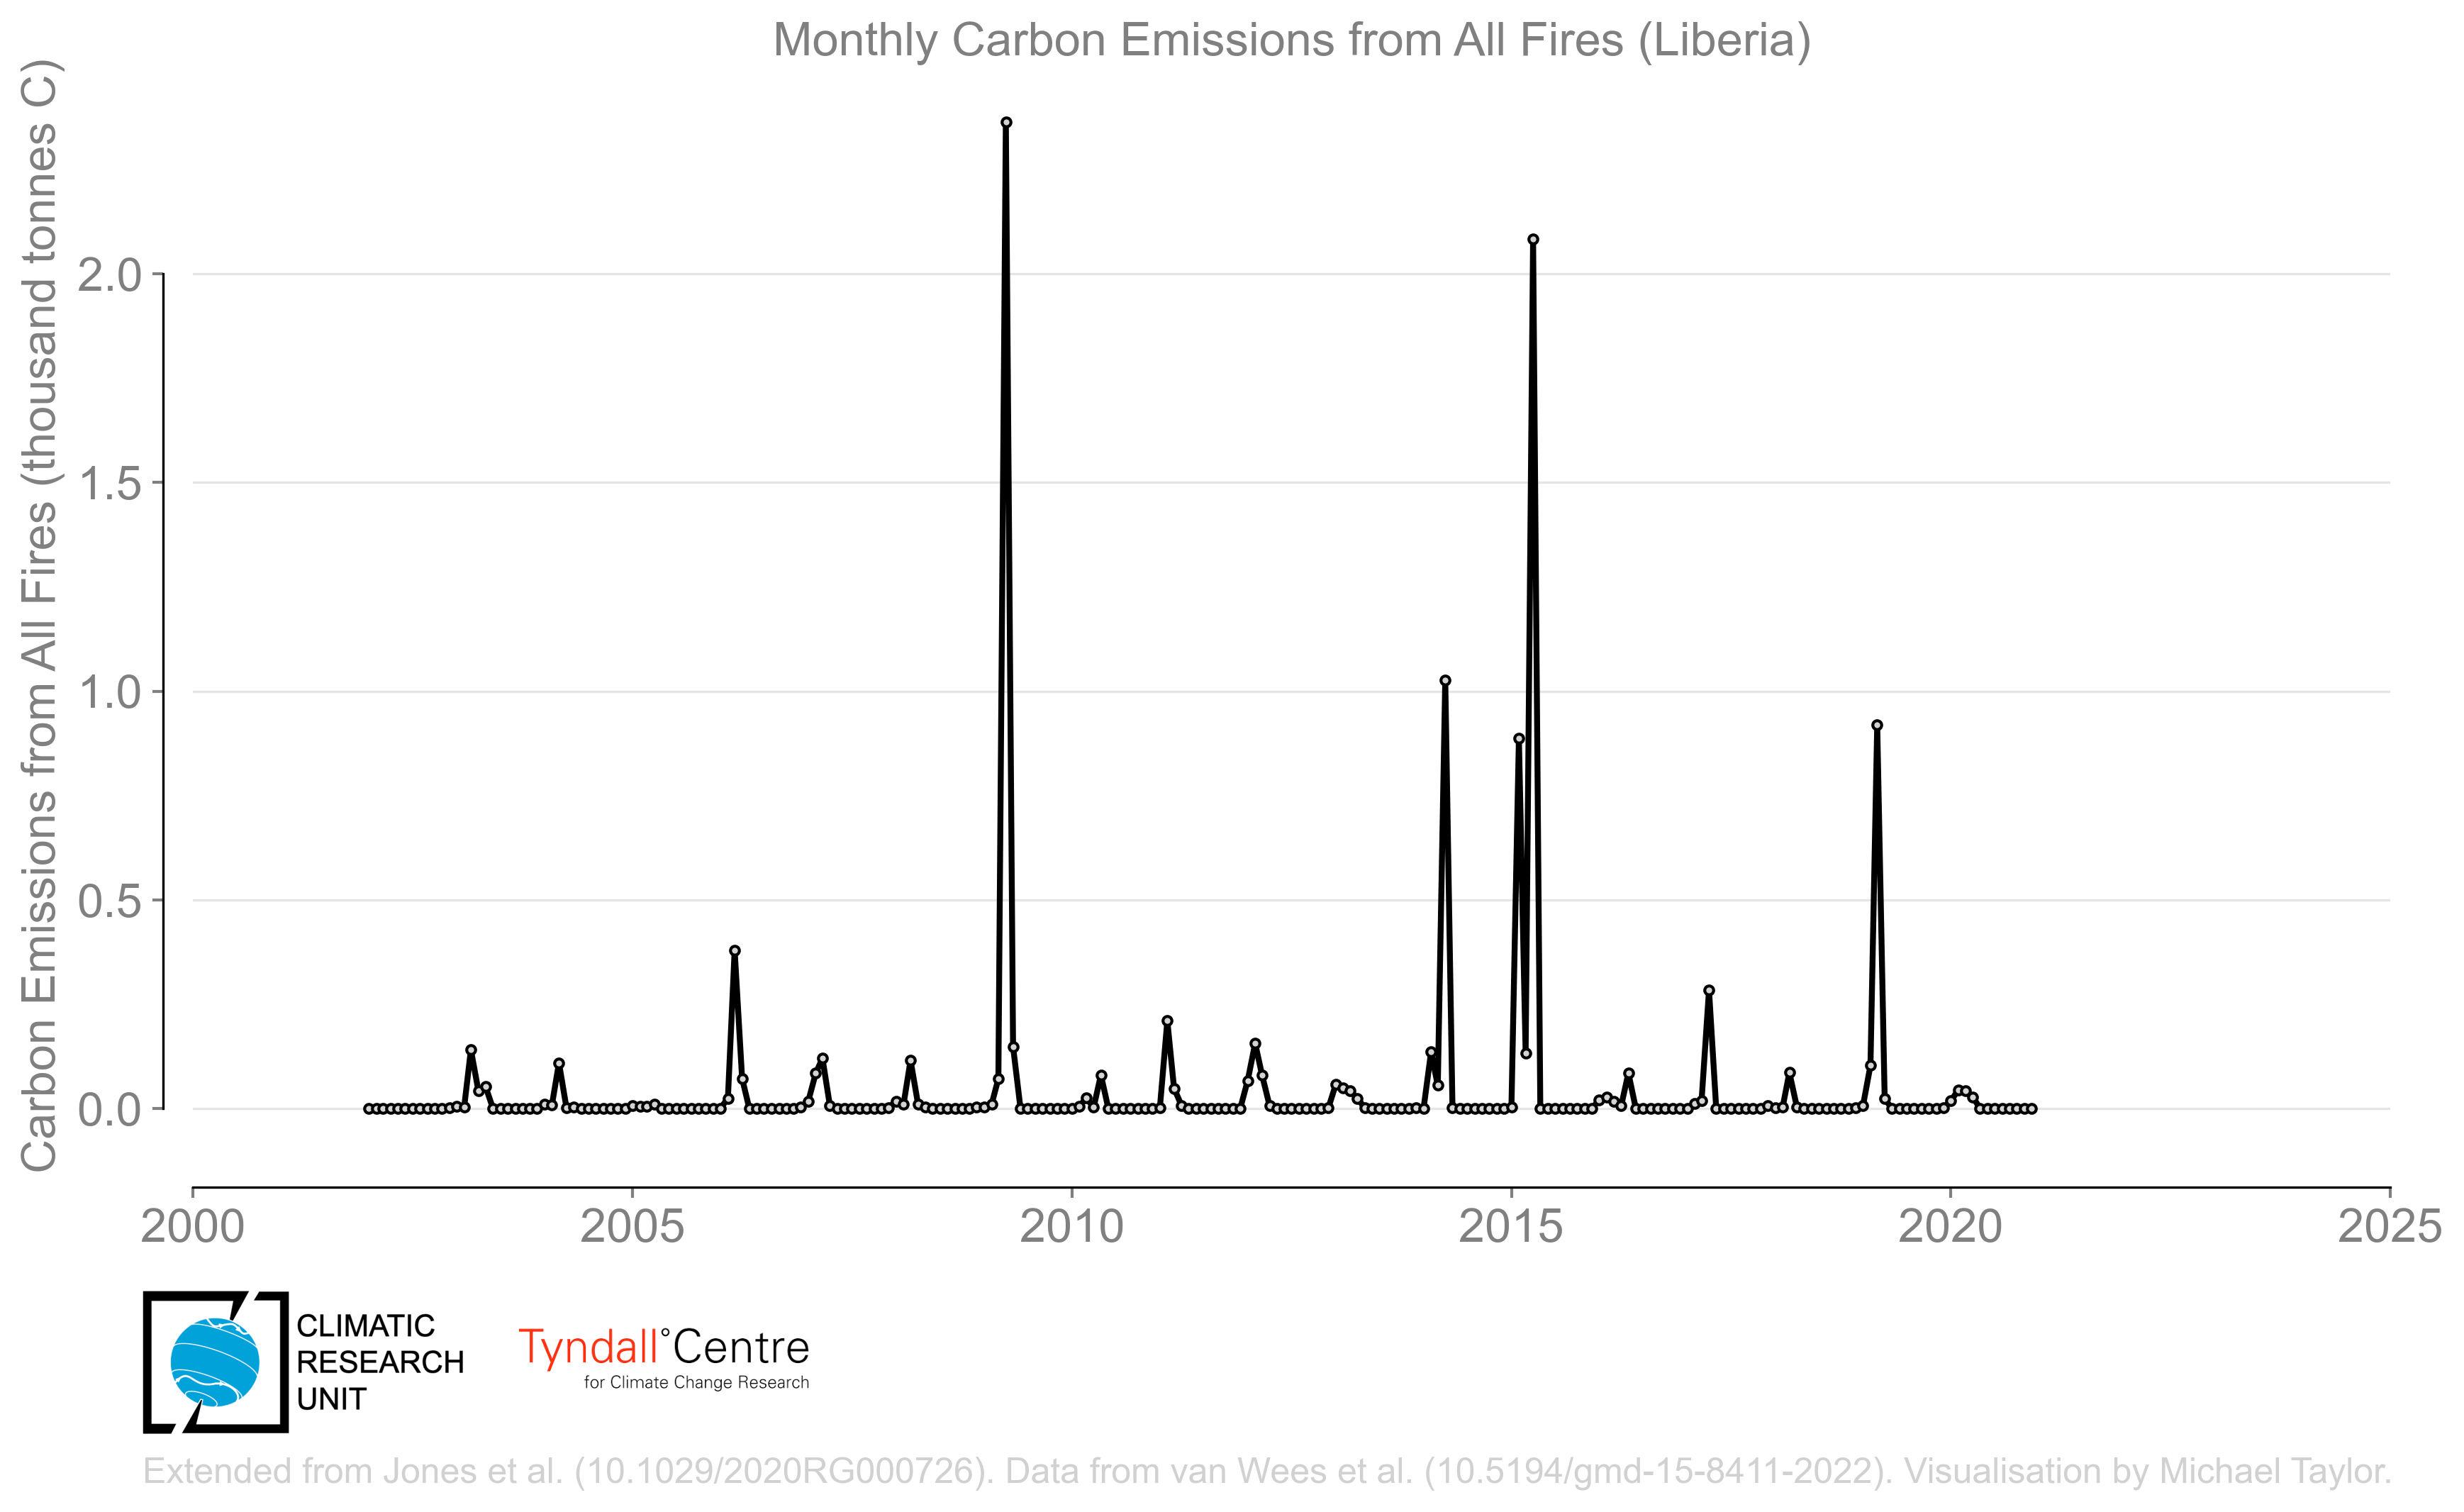 Monthly Carbon Emissions from All Fires (Liberia)
Carbon Emissions from All Fires (thousand tonnes C)
2.0
1.5
1.0
0.5
0.0
2000 2005 2010 2015 2020 2025
CLIMATIC
RESEARCH
UNIT
Tyndall°Centre
for Climate Change Research
Extended from Jones et al. (10.1029/2020RG000726). Data from van Wees et al. (10.5194/gmd-15-8411-2022). Visualisation by Michael Taylor.